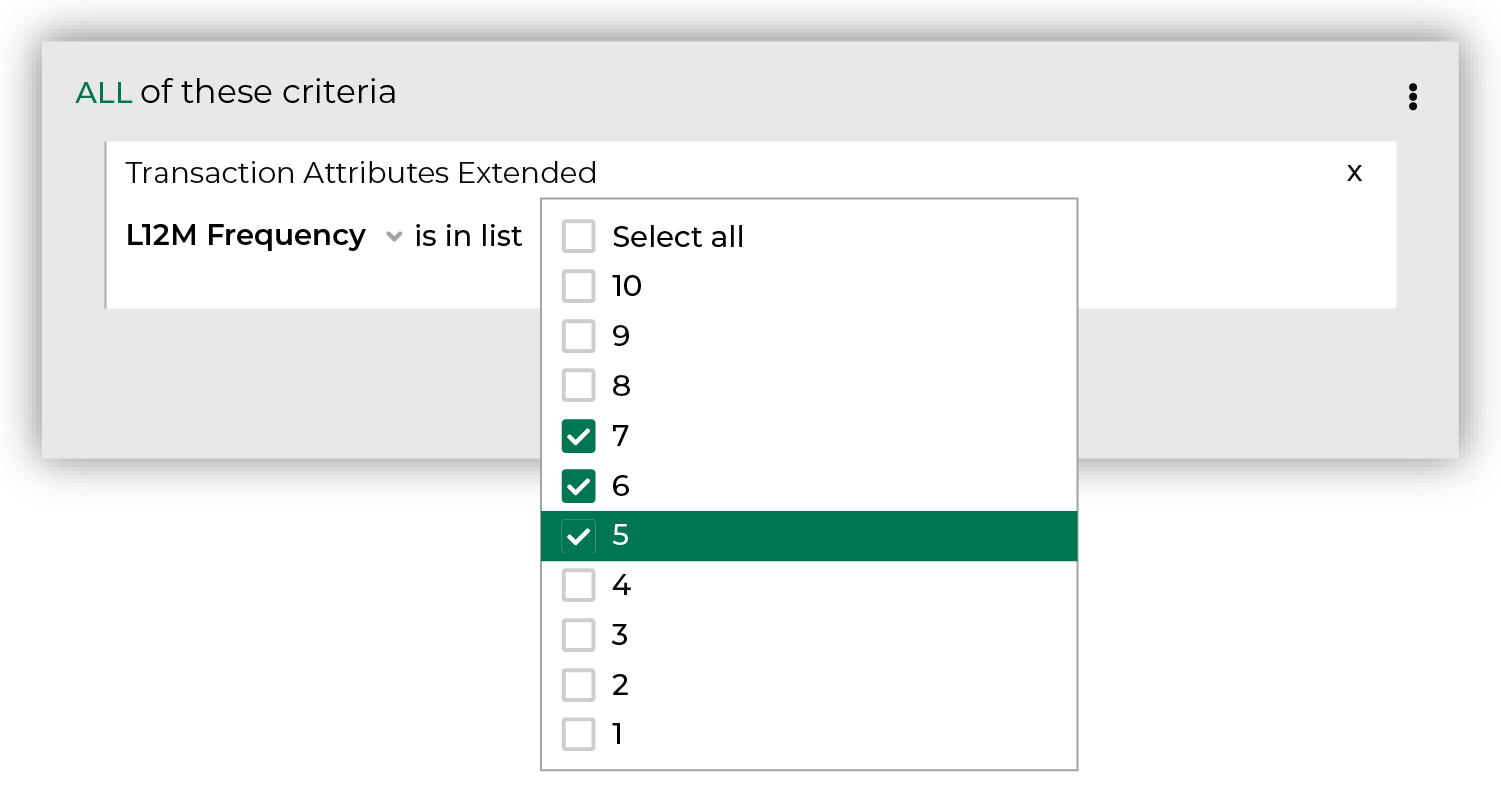 ALL of these criteria
Transaction Attributes Extended x
L12M Frequency is in list
Select all
10
9
8
7
6
5
4
3
2
1